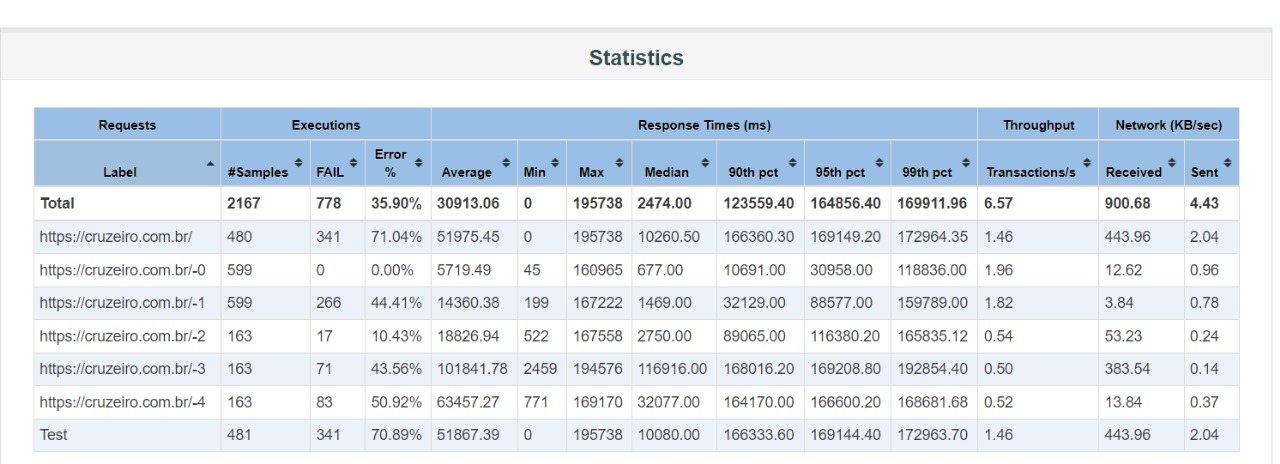 Statistics
Requests Executions Response Times (ms) Throughput Network (KB/sec)
Label #Samples FAIL Error % Average Min Max Median 90th pct 95th pct 99th pct Transactions/s Received Sent
Total 2167 778 35.90% 30913.06 0 195738 2474.00 123559.40 164856.40 169911.96 6.57 900.68 4.43
https://cruzeiro.com.br/ 480 341 71.04% 51975.45 0 195738 10260.50 166360.30 169149.20 172964.35 1.46 443.96 2.04
https://cruzeiro.com.br/-0 599 0 0.00% 5719.49 45 160965 677.00 10691.00 30958.00 118836.00 1.96 12.62 0.96
https://cruzeiro.com.br/-1 599 266 44.41% 14360.38 199 167222 1469.00 32129.00 88577.00 159789.00 1.82 3.84 0.78
https://cruzeiro.com.br/-2 163 17 10.43% 18826.94 522 167558 2750.00 89065.00 116380.20 165835.12 0.54 53.23 0.24
https://cruzeiro.com.br/-3 163 71 43.56% 101841.78 2459 194576 116916.00 168016.20 169208.80 192854.40 0.50 383.54 0.14
https://cruzeiro.com.br/-4 163 83 50.92% 63457.27 771 169170 32077.00 164170.00 166600.20 168681.68 0.52 13.84 0.37
Test 481 341 70.89% 51867.39 0 195738 10080.00 166333.60 169144.40 172963.70 1.46 443.96 2.04